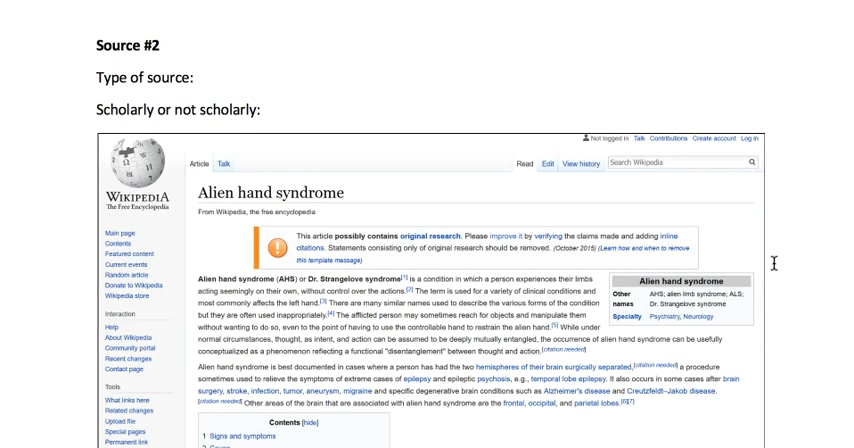 Source #2
Type of source:
Scholarly or not scholarly:
Not logged in Talk Contributions Create account Log in
Article Talk Read Edit View history Search Wikipedia
WIKIPEDIA
The Free Encyclopedia
Main page
Contents
Featured content
Current events
Random article
Donate to Wikipedia
Wikipedia store
Interaction
Help
About Wikipedia
Community portal
Recent changes
Contact page
Tools
What links here
Related changes
Upload file
Special pages
Permanent link
Alien hand syndrome
From Wikipedia, the free encyclopedia
This article possibly contains original research. Please improve it by verifying the claims made and adding inline
citations. Statements consisting only of original research should be removed. (October 2015) (Learn how and when to remove
this template message)
Alien hand syndrome (AHS) or Dr. Strangelove syndrome[1] is a condition in which a person experiences their limbs
acting seemingly on their own, without control over the actions.[2] The term is used for a variety of clinical conditions and
most commonly affects the left hand.[3] There are many similar names used to describe the various forms of the condition
but they are often used inappropriately.[4] The afflicted person may sometimes reach for objects and manipulate them
without wanting to do so, even to the point of having to use the controllable hand to restrain the alien hand.[5] While under
normal circumstances, thought, as intent, and action can be assumed to be deeply mutually entangled, the occurrence of alien hand syndrome can be usefully
conceptualized as a phenomenon reflecting a functional "disentanglement" between thought and action.[citation needed]
Alien hand syndrome
Other names AHS; alien limb syndrome; ALS;
Dr. Strangelove syndrome
Specialty Psychiatry, Neurology
Alien hand syndrome is best documented in cases where a person has had the two hemispheres of their brain surgically separated,[citation needed] a procedure
sometimes used to relieve the symptoms of extreme cases of epilepsy and epileptic psychosis, e.g., temporal lobe epilepsy. It also occurs in some cases after brain
surgery, stroke, infection, tumor, aneurysm, migraine and specific degenerative brain conditions such as Alzheimer's disease and Creutzfeldt–Jakob disease.
[citation needed] Other areas of the brain that are associated with alien hand syndrome are the frontal, occipital, and parietal lobes.[6][7]
Contents [hide]
1 Signs and symptoms
2 Cause